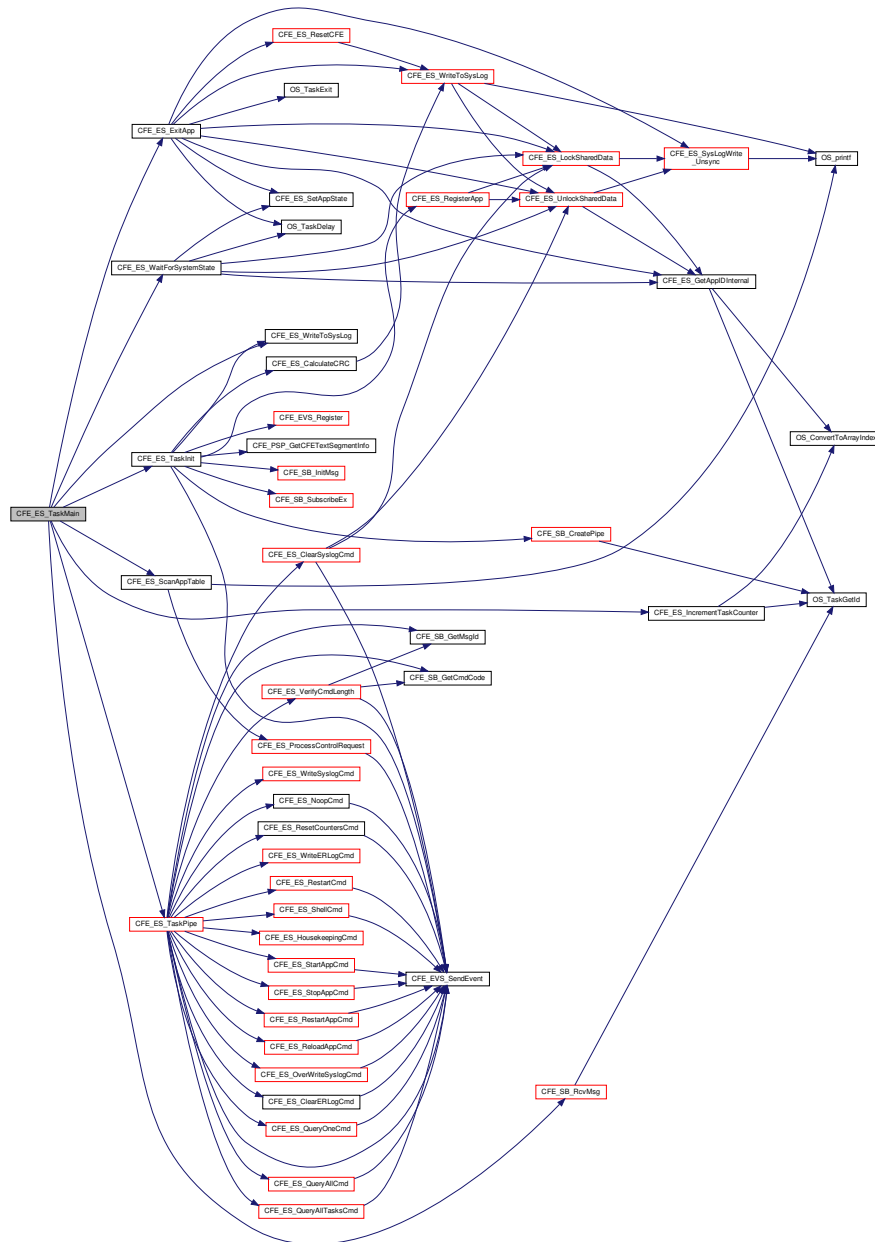 CFE_ES_ResetCFE
CFE_ES_WriteToSysLog
OS_TaskExit
CFE_ES_ExitApp
CFE_ES_LockSharedData
CFE_ES_SysLogWrite
_Unsync
OS_printf
CFE_ES_SetAppState
CFE_ES_RegisterApp
CFE_ES_UnlockSharedData
OS_TaskDelay
CFE_ES_WaitForSystemState
CFE_ES_GetAppIDInternal
CFE_ES_WriteToSysLog
CFE_ES_CalculateCRC
CFE_EVS_Register
OS_ConvertToArrayIndex
CFE_PSP_GetCFETextSegmentInfo
CFE_ES_TaskInit
CFE_SB_InitMsg
CFE_SB_SubscribeEx
CFE_ES_TaskMain
CFE_SB_CreatePipe
CFE_ES_ClearSyslogCmd
CFE_ES_ScanAppTable
OS_TaskGetId
CFE_ES_IncrementTaskCounter
CFE_SB_GetMsgId
CFE_SB_GetCmdCode
CFE_ES_VerifyCmdLength
CFE_ES_ProcessControlRequest
CFE_ES_WriteSyslogCmd
CFE_ES_NoopCmd
CFE_ES_ResetCountersCmd
CFE_ES_WriteERLogCmd
CFE_ES_RestartCmd
CFE_ES_ShellCmd
CFE_ES_TaskPipe
CFE_ES_HousekeepingCmd
CFE_ES_StartAppCmd
CFE_EVS_SendEvent
CFE_ES_StopAppCmd
CFE_ES_RestartAppCmd
CFE_ES_ReloadAppCmd
CFE_ES_OverWriteSyslogCmd
CFE_SB_RcvMsg
CFE_ES_ClearERLogCmd
CFE_ES_QueryOneCmd
CFE_ES_QueryAllCmd
CFE_ES_QueryAllTasksCmd